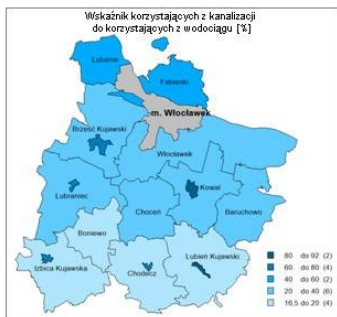 Wskaźnik korzystających z kanalizacji
do korzystających z wodociągu [%]
Lubanie
Fabianki
m. Włocławek
Brześć Kujawski
Włocławek
Lubraniec
Kowal
Choceń
Baruchowo
Boniewo
Izbica Kujawska
Chodecz
Lubień Kujawski
80 do 92 (2)
60 do 80 (4)
40 do 60 (2)
20 do 40 (6)
16,5 do 20 (4)